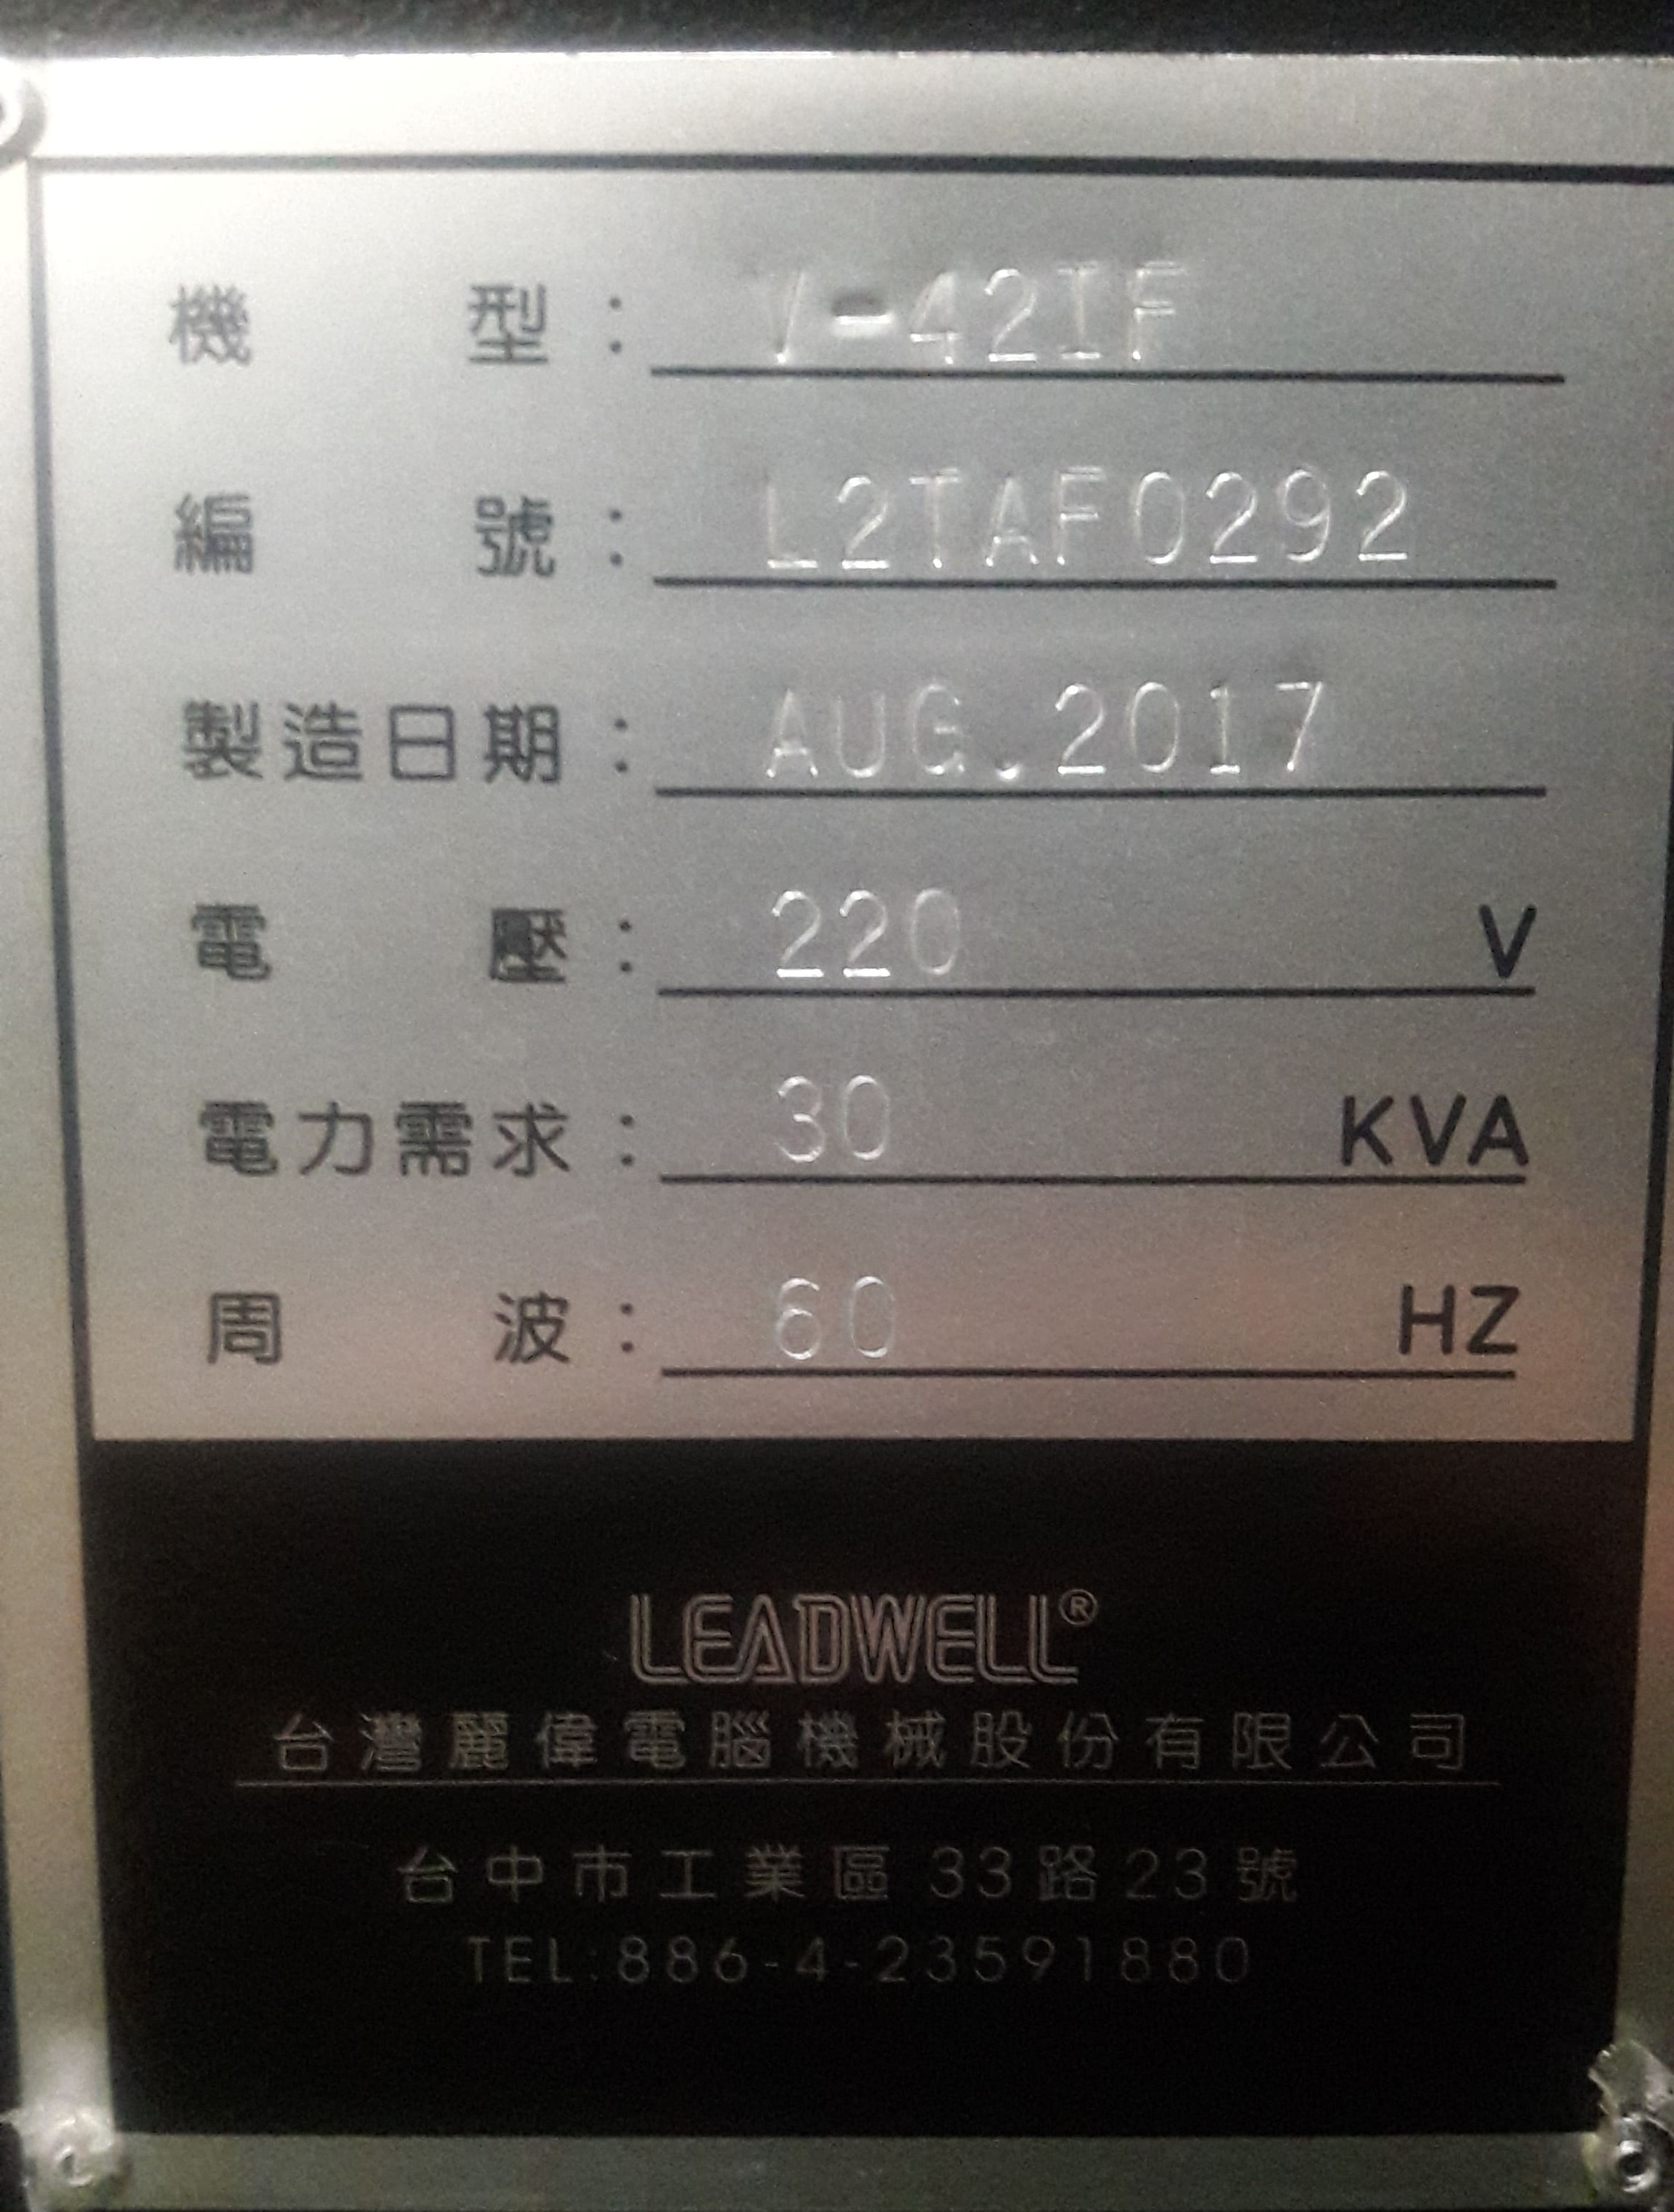 機型：V-42IF
編號：L2TAF0292
製造日期：AUG.2017
電壓：220 V
電力需求：30 KVA
周波：60 HZ
LEADWELL®
台灣麗偉電腦機械股份有限公司
台中市工業區33路23號
TEL:886-4-23591880